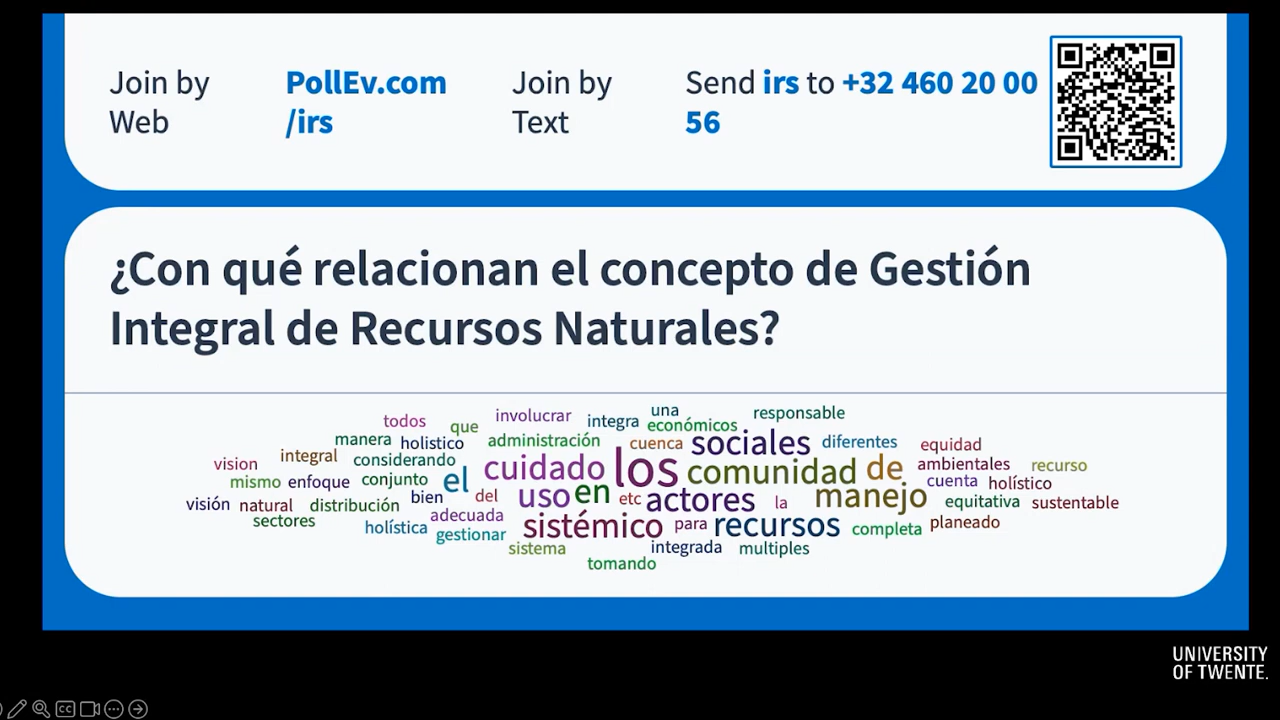 Join by Web
PollEv.com/irs
Join by Text
Send irs to +32 460 20 00 56
¿Con qué relacionan el concepto de Gestión
Integral de Recursos Naturales?
todos que involucrar integra una económicos responsable
manera holistico administración cuenca sociales diferentes equidad
vision integral considerando el cuidado los comunidad de ambientales recurso
mismo enfoque conjunto uso en manejo cuenta holístico
visión natural distribución bien del etc actores la equitativa sustentable
sectores holística adecuada sistémico para recursos completa planeado
gestionar sistema integrada multiples
tomando
UNIVERSITY
OF TWENTE.
CC